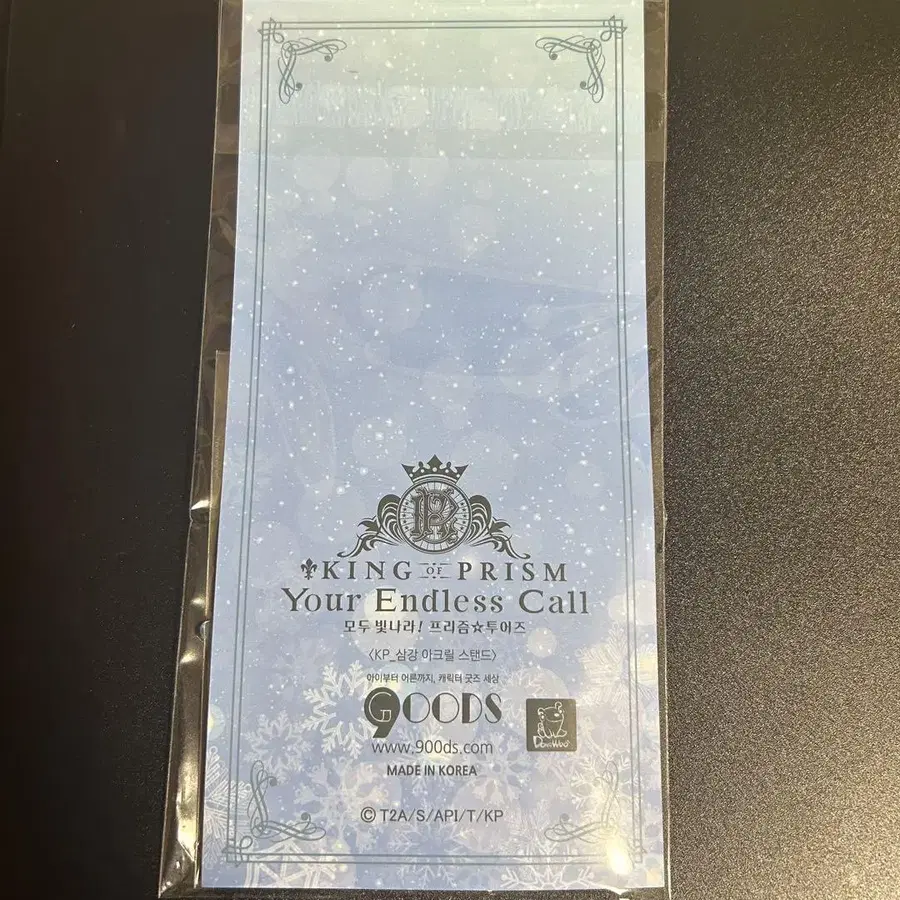 KING OF PRISM
Your Endless Call
모두 빛나라! 프리즘☆투어즈
〈KP_삼강 아크릴 스탠드〉
아이부터 어른까지, 캐릭터 굿즈 세상
9OODS
www.900ds.com
MADE IN KOREA
© T2A/S/API/T/KP